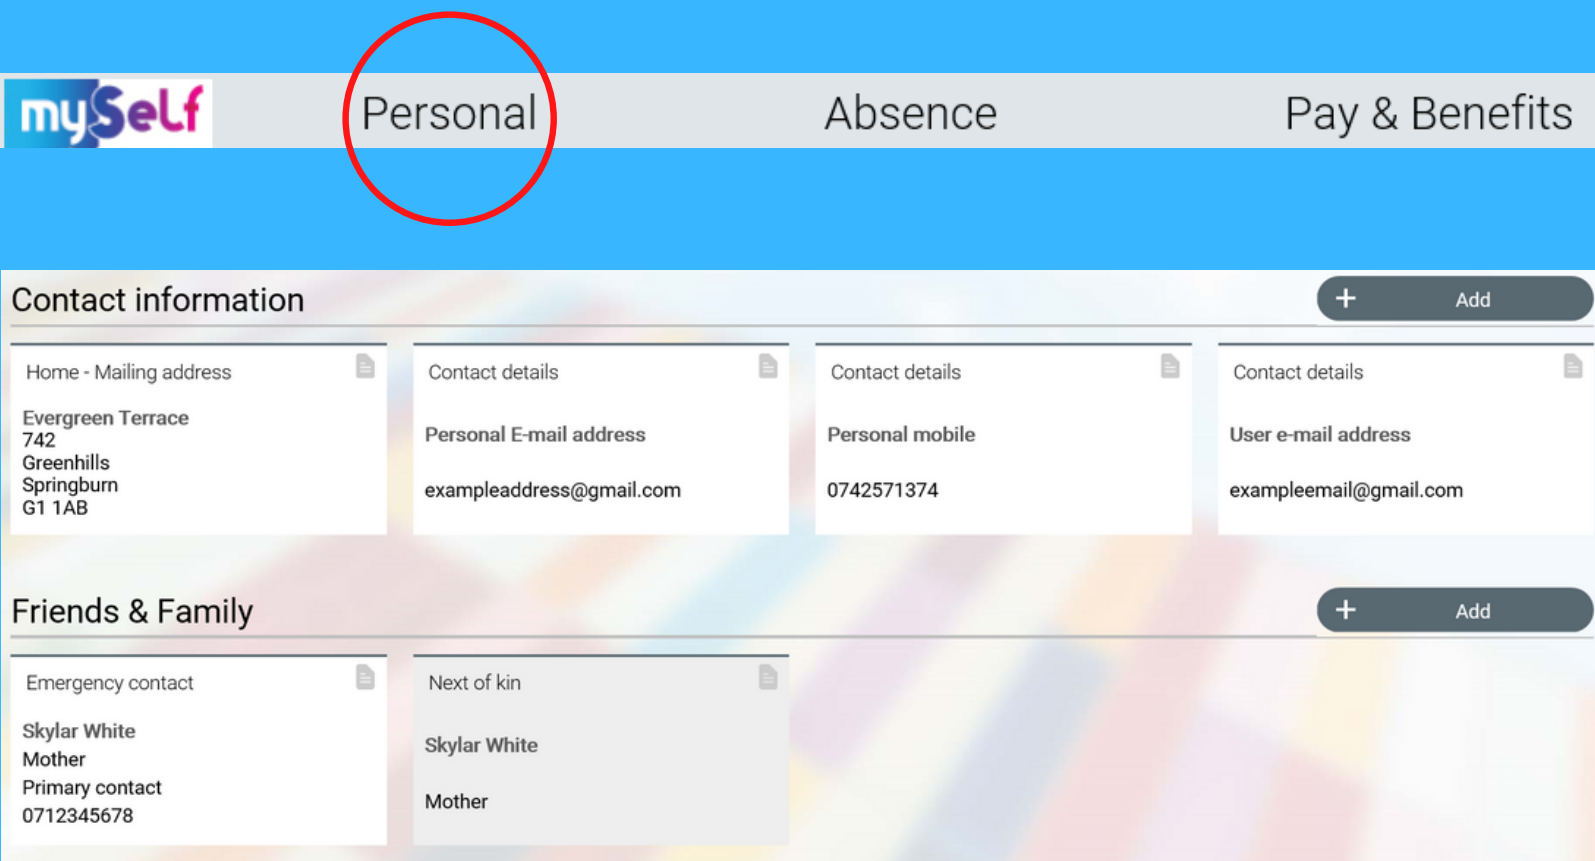 mySelf
Personal
Absence
Pay & Benefits
Contact information
+ Add
Home - Mailing address
Evergreen Terrace
742
Greenhills
Springburn
G1 1AB
Contact details
Personal E-mail address
exampleaddress@gmail.com
Contact details
Personal mobile
0742571374
Contact details
User e-mail address
exampleemail@gmail.com
Friends & Family
+ Add
Emergency contact
Skylar White
Mother
Primary contact
0712345678
Next of kin
Skylar White
Mother